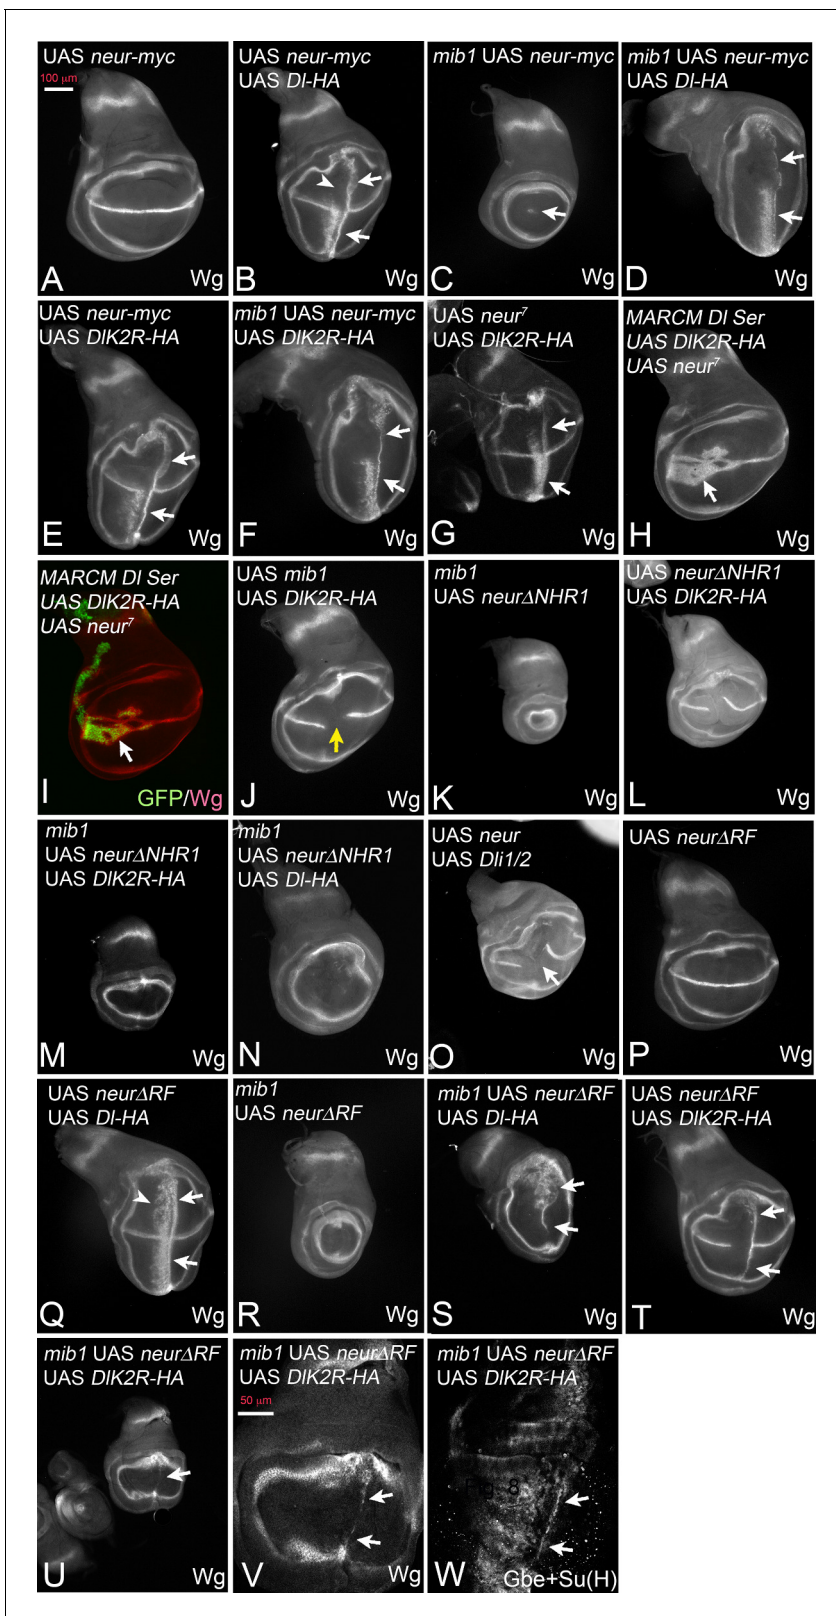 UAS neur-myc
100 µm
A
Wg
UAS neur-myc
UAS Dl-HA
B
Wg
mib1 UAS neur-myc
C
Wg
mib1 UAS neur-myc
UAS Dl-HA
D
Wg
UAS neur-myc
UAS DlK2R-HA
E
Wg
mib1 UAS neur-myc
UAS DlK2R-HA
F
Wg
UAS neur⁷
UAS DlK2R-HA
G
Wg
MARCM Dl Ser
UAS DlK2R-HA
UAS neur⁷
H
Wg
MARCM Dl Ser
UAS DlK2R-HA
UAS neur⁷
I
GFP/Wg
UAS mib1
UAS DlK2R-HA
J
Wg
mib1
UAS neurΔNHR1
K
Wg
UAS neurΔNHR1
UAS DlK2R-HA
L
Wg
mib1
UAS neurΔNHR1
UAS DlK2R-HA
M
Wg
mib1
UAS neurΔNHR1
UAS Dl-HA
N
Wg
UAS neur
UAS Dli1/2
O
Wg
UAS neurΔRF
P
Wg
UAS neurΔRF
UAS Dl-HA
Q
Wg
mib1
UAS neurΔRF
R
Wg
mib1 UAS neurΔRF
UAS Dl-HA
S
Wg
UAS neurΔRF
UAS DlK2R-HA
T
Wg
mib1 UAS neurΔRF
UAS DlK2R-HA
U
Wg
mib1 UAS neurΔRF
UAS DlK2R-HA
50 µm
V
Wg
mib1 UAS neurΔRF
UAS DlK2R-HA
Fig. 8
W
Gbe+Su(H)